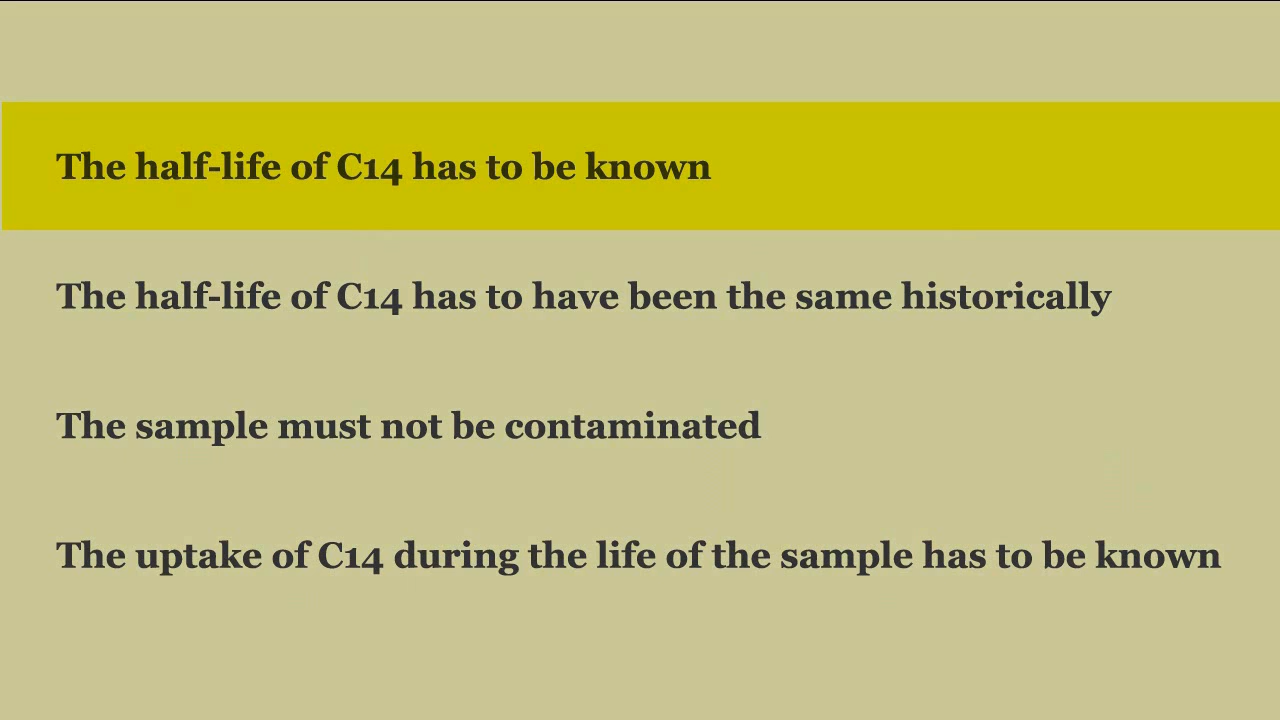 The half-life of C14 has to be known
The half-life of C14 has to have been the same historically
The sample must not be contaminated
The uptake of C14 during the life of the sample has to be known